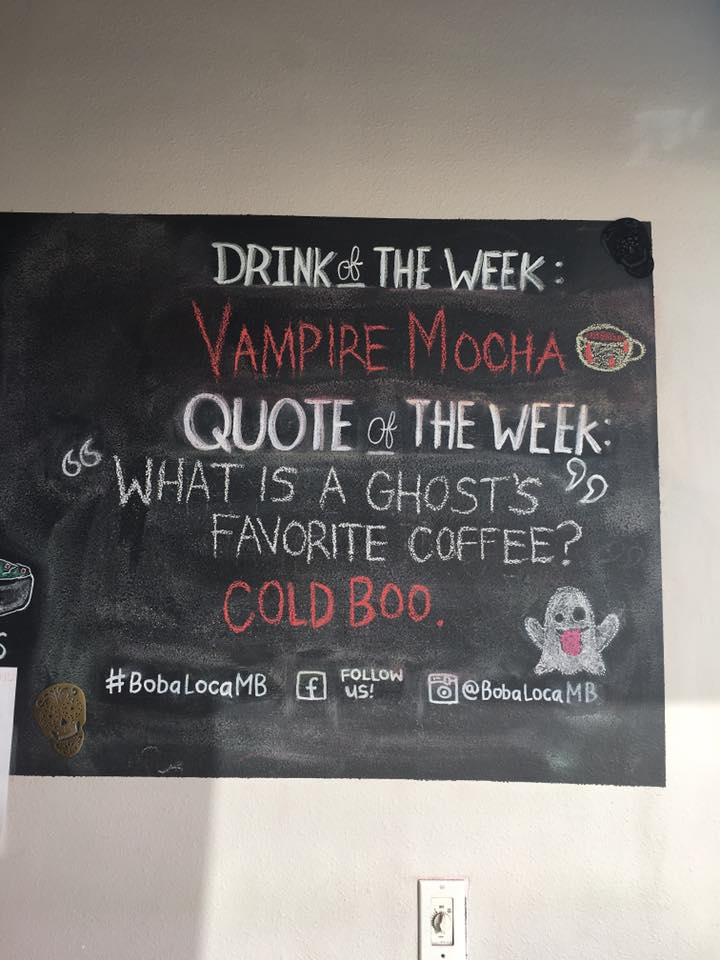 DRINK of THE WEEK:
VAMPIRE MOCHA
QUOTE of THE WEEK:
“WHAT IS A GHOST'S”
FAVORITE COFFEE?
COLD BOO.
#BobaLocaMB f FOLLOW US! @BobaLocaMB
S